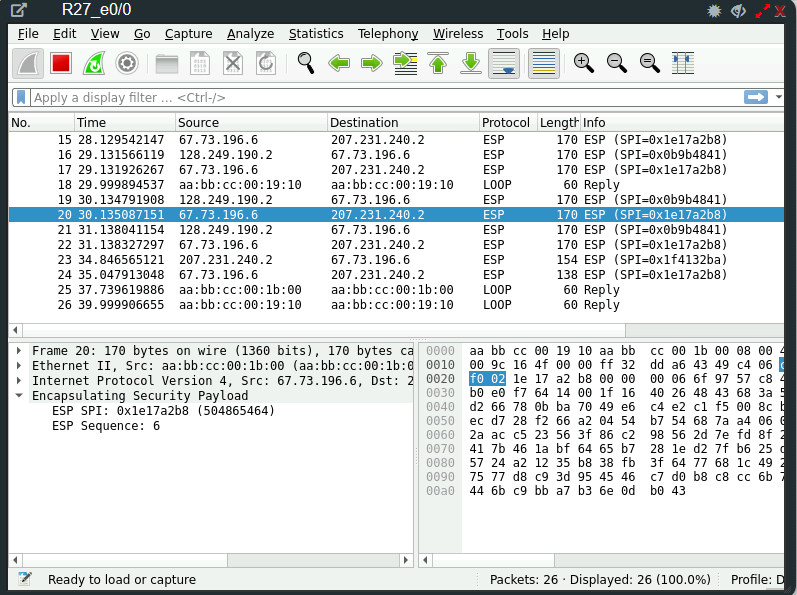 R27_e0/0
File Edit View Go Capture Analyze Statistics Telephony Wireless Tools Help
Apply a display filter ... <Ctrl-/>
No. Time Source Destination Protocol Length Info
15 28.129542147 67.73.196.6 207.231.240.2 ESP 170 ESP (SPI=0x1e17a2b8)
16 29.131566119 128.249.190.2 67.73.196.6 ESP 170 ESP (SPI=0x0b9b4841)
17 29.131926267 67.73.196.6 207.231.240.2 ESP 170 ESP (SPI=0x1e17a2b8)
18 29.999894537 aa:bb:cc:00:19:10 aa:bb:cc:00:19:10 LOOP 60 Reply
19 30.134791908 128.249.190.2 67.73.196.6 ESP 170 ESP (SPI=0x0b9b4841)
20 30.135087151 67.73.196.6 207.231.240.2 ESP 170 ESP (SPI=0x1e17a2b8)
21 31.138041154 128.249.190.2 67.73.196.6 ESP 170 ESP (SPI=0x0b9b4841)
22 31.138327297 67.73.196.6 207.231.240.2 ESP 170 ESP (SPI=0x1e17a2b8)
23 34.846565121 207.231.240.2 67.73.196.6 ESP 154 ESP (SPI=0x1f4132ba)
24 35.047913048 67.73.196.6 207.231.240.2 ESP 138 ESP (SPI=0x1e17a2b8)
25 37.739619886 aa:bb:cc:00:1b:00 aa:bb:cc:00:1b:00 LOOP 60 Reply
26 39.999906655 aa:bb:cc:00:19:10 aa:bb:cc:00:19:10 LOOP 60 Reply
Frame 20: 170 bytes on wire (1360 bits), 170 bytes ca
Ethernet II, Src: aa:bb:cc:00:1b:00 (aa:bb:cc:00:1b:0
Internet Protocol Version 4, Src: 67.73.196.6, Dst: 2
Encapsulating Security Payload
ESP SPI: 0x1e17a2b8 (504865464)
ESP Sequence: 6
0000 aa bb cc 00 19 10 aa bb cc 00 1b 00 08 00 4
0010 00 9c 16 4f 00 00 ff 32 dd a6 43 49 c4 06
0020 f0 02 1e 17 a2 b8 00 00 00 06 6f 97 57 c8 4
0030 b0 e0 f7 64 14 00 1f 16 40 26 48 43 68 3a 5
0040 d2 66 78 0b ba 70 49 e6 c4 e2 c1 f5 00 8c b
0050 ec d7 28 f2 66 a2 04 54 b7 54 68 7a a4 06 0
0060 2a ac c5 23 56 3f 86 c2 98 56 2d 7e fd 8f 2
0070 41 7b 46 1a bf 64 65 b7 28 1e d2 7f b6 25
0080 57 24 a2 12 35 b8 38 fb 3f 64 77 68 1c 49 2
0090 75 77 d8 c9 3d 95 45 46 c7 d0 b8 c8 cc 6b 7
00a0 44 6b c9 bb a7 b3 6e 0d b0 43
Ready to load or capture Packets: 26 · Displayed: 26 (100.0%) Profile: D